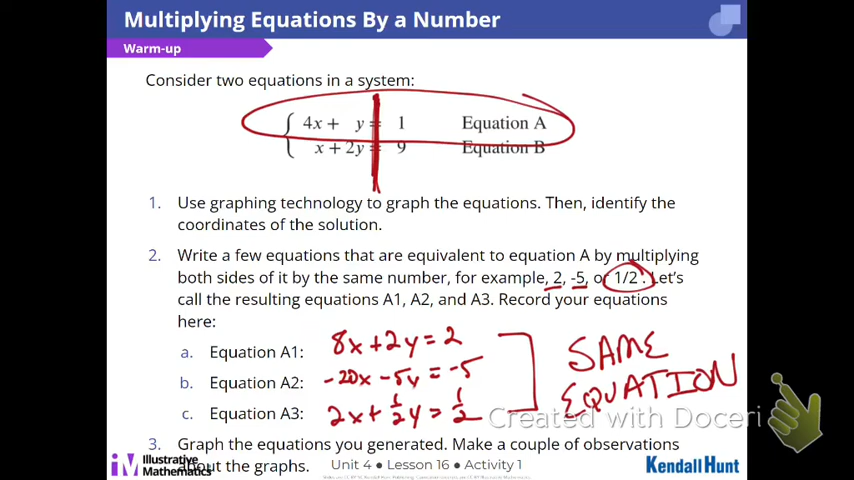 Multiplying Equations By a Number
Warm-up
Consider two equations in a system:
4x + y = 1 Equation A
x + 2y = 9 Equation B
1. Use graphing technology to graph the equations. Then, identify the
coordinates of the solution.
2. Write a few equations that are equivalent to equation A by multiplying
both sides of it by the same number, for example, 2, -5, or 1/2 . Let's
call the resulting equations A1, A2, and A3. Record your equations
here:
a. Equation A1: 8x + 2y = 2
b. Equation A2: -20x - 5y = -5
c. Equation A3: 2x + 1/2 y = 1/2
SAME
EQUATION
Created with Doceri
3. Graph the equations you generated. Make a couple of observations
about the graphs.
IM Illustrative
Mathematics
Unit 4 ● Lesson 16 ● Activity 1
Kendall Hunt